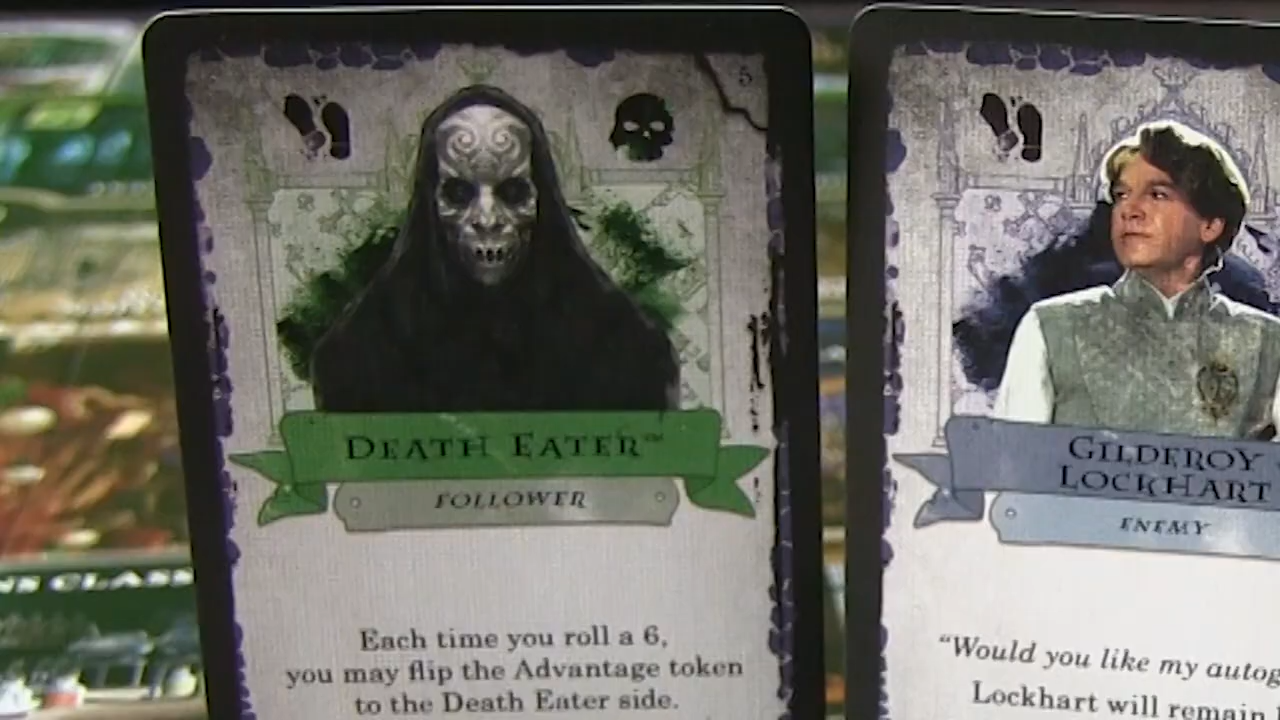 5
DEATH EATER™
FOLLOWER
Each time you roll a 6,
you may flip the Advantage token
to the Death Eater side.
GILDEROY
LOCKHART
ENEMY
"Would you like my autog
Lockhart will remain